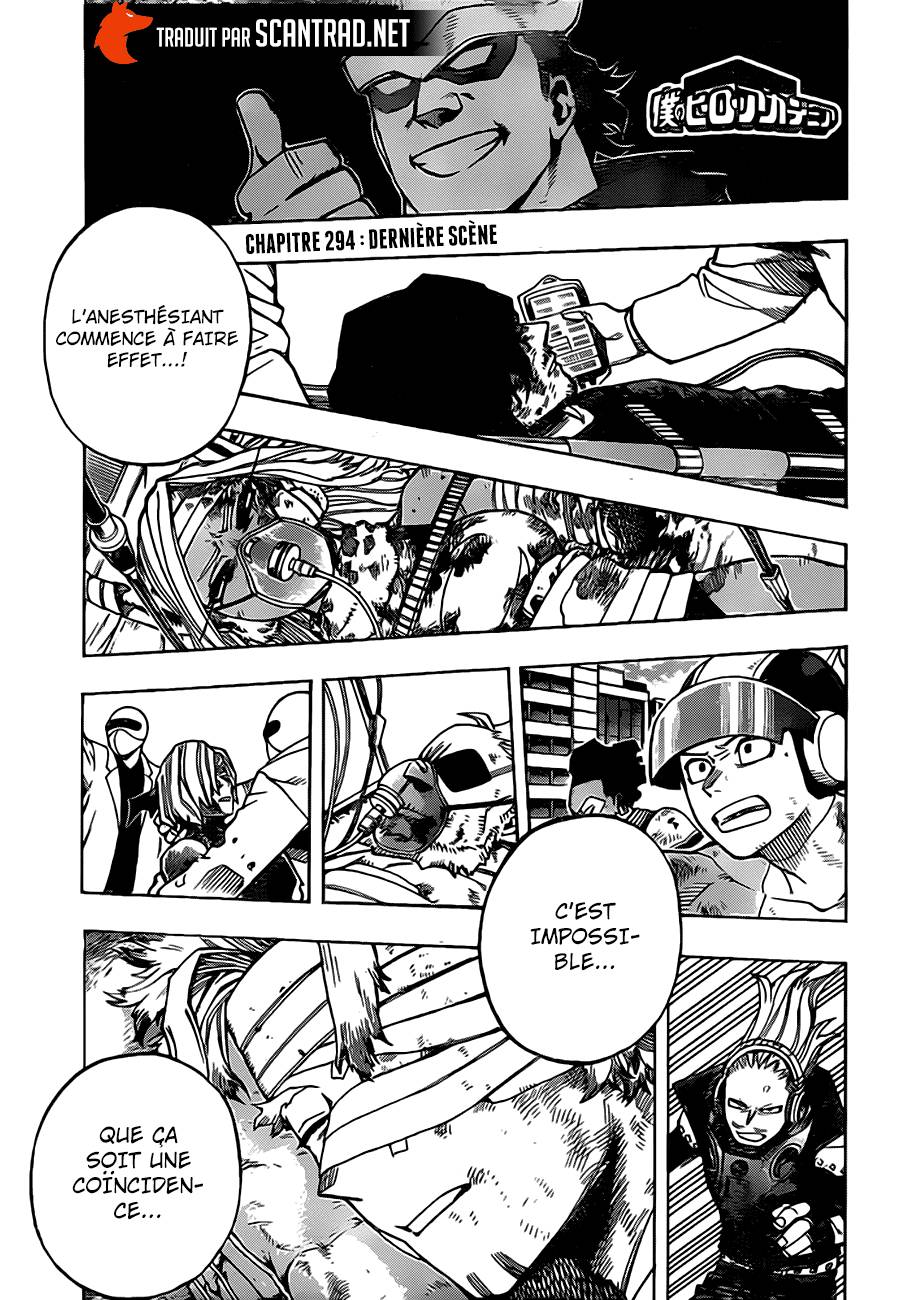 TRADUIT PAR SCANTRAD.NET
僕のヒーローアカデミア
CHAPITRE 294 : DERNIÈRE SCÈNE
L'ANESTHÉSIANT
COMMENCE À FAIRE
EFFET...!
C'EST
IMPOSSI-
BLE...
QUE ÇA
SOIT UNE
COÏNCIDEN-
CE...